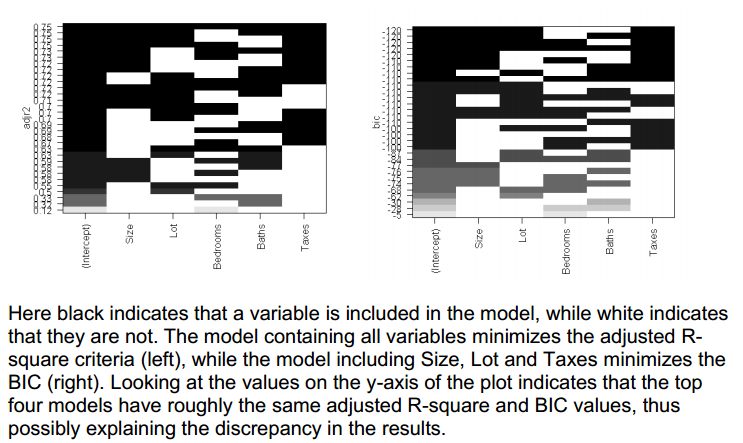 adjr2
(Intercept)
Size
Lot
Bedrooms
Baths
Taxes
bic
(Intercept)
Size
Lot
Bedrooms
Baths
Taxes
Here black indicates that a variable is included in the model, while white indicates
that they are not. The model containing all variables minimizes the adjusted R-
square criteria (left), while the model including Size, Lot and Taxes minimizes the
BIC (right). Looking at the values on the y-axis of the plot indicates that the top
four models have roughly the same adjusted R-square and BIC values, thus
possibly explaining the discrepancy in the results.